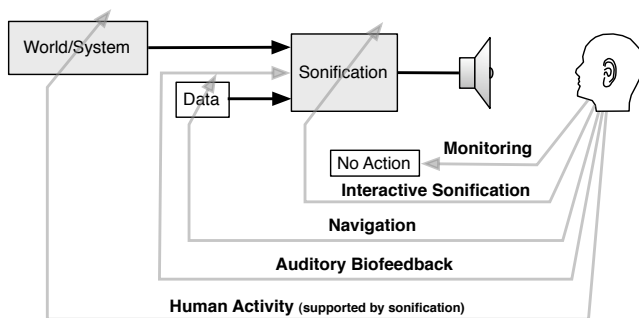 World/System
Sonification
Data
Monitoring
No Action
Interactive Sonification
Navigation
Auditory Biofeedback
Human Activity (supported by sonification)